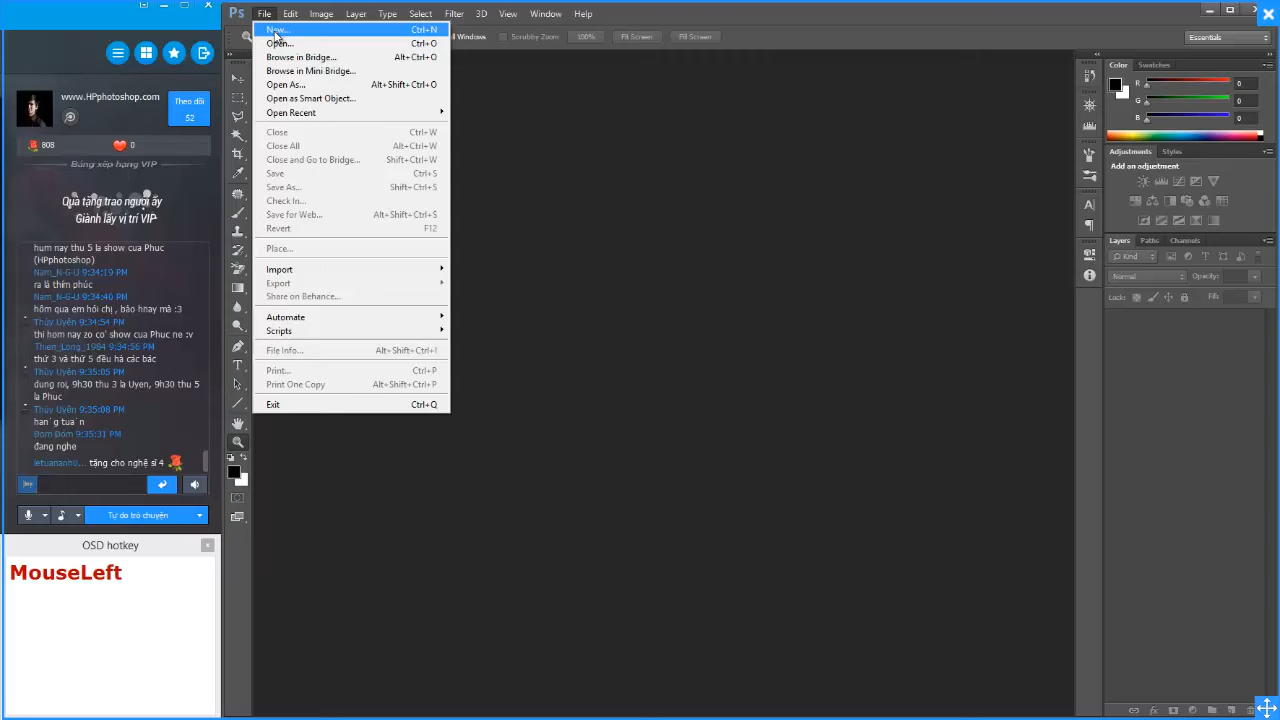 Ps File Edit Image Layer Type Select Filter 3D View Window Help
ll Windows Scrubby Zoom 100% Fit Screen Fill Screen Essentials
www.HPphotoshop.com
Theo dõi
52
808 0
Bảng xếp hạng VIP
Quà tặng trao người ấy
Giành lấy vị trí VIP
hum nay thu 5 la show cua Phuc
(HPphotoshop)
Nam_N-G-U 9:34:19 PM
ra là thím phúc
Nam_N-G-U 9:34:40 PM
hôm qua em hỏi chị , bảo hnay mà :3
Thùy Uyên 9:34:54 PM
thi hom nay zo co' show cua Phuc ne :v
Thien_Long_1984 9:34:56 PM
thứ 3 và thứ 5 đều hả các bác
Thùy Uyên 9:35:05 PM
dung roi, 9h30 thu 3 la Uyen, 9h30 thu 5
la Phuc
Thùy Uyên 9:35:08 PM
han`g tua`n
Đom Đóm 9:35:31 PM
đang nghe
letuananh0... tặng cho nghệ sĩ 4
Tự do trò chuyện
OSD hotkey
MouseLeft
New... Ctrl+N
Open... Ctrl+O
Browse in Bridge... Alt+Ctrl+O
Browse in Mini Bridge...
Open As... Alt+Shift+Ctrl+O
Open as Smart Object...
Open Recent
Close Ctrl+W
Close All Alt+Ctrl+W
Close and Go to Bridge... Shift+Ctrl+W
Save Ctrl+S
Save As... Shift+Ctrl+S
Check In...
Save for Web... Alt+Shift+Ctrl+S
Revert F12
Place...
Import
Export
Share on Behance...
Automate
Scripts
File Info... Alt+Shift+Ctrl+I
Print... Ctrl+P
Print One Copy Alt+Shift+Ctrl+P
Exit Ctrl+Q
Color Swatches
R 0
G 0
B 0
Adjustments Styles
Add an adjustment
Layers Paths Channels
Kind
Normal Opacity:
Lock: Fill: